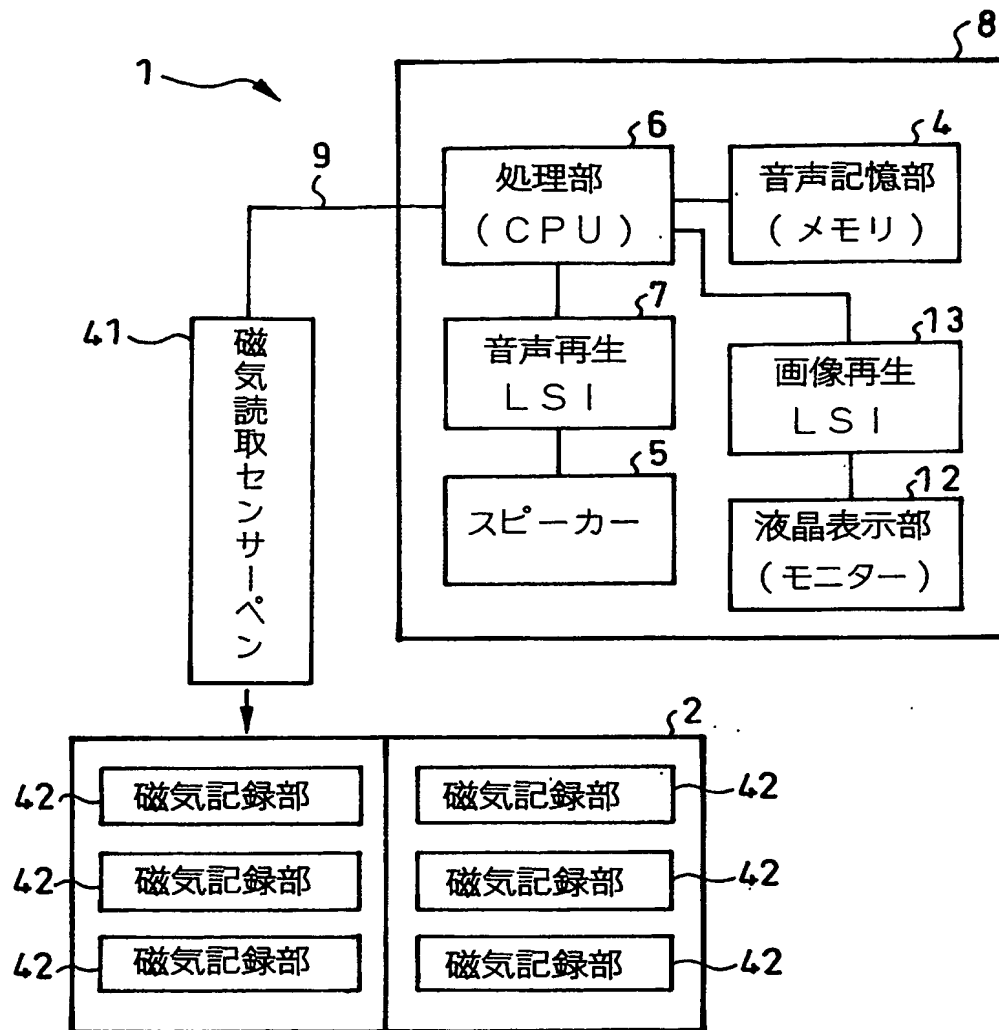 8
1
6
4
9
処理部
(CPU)
音声記憶部
(メモリ)
7
13
41
磁気読取センサーペン
音声再生
LSI
画像再生
LSI
5
12
スピーカー
液晶表示部
(モニター)
2
42
磁気記録部
磁気記録部
42
42
磁気記録部
磁気記録部
42
42
磁気記録部
磁気記録部
42